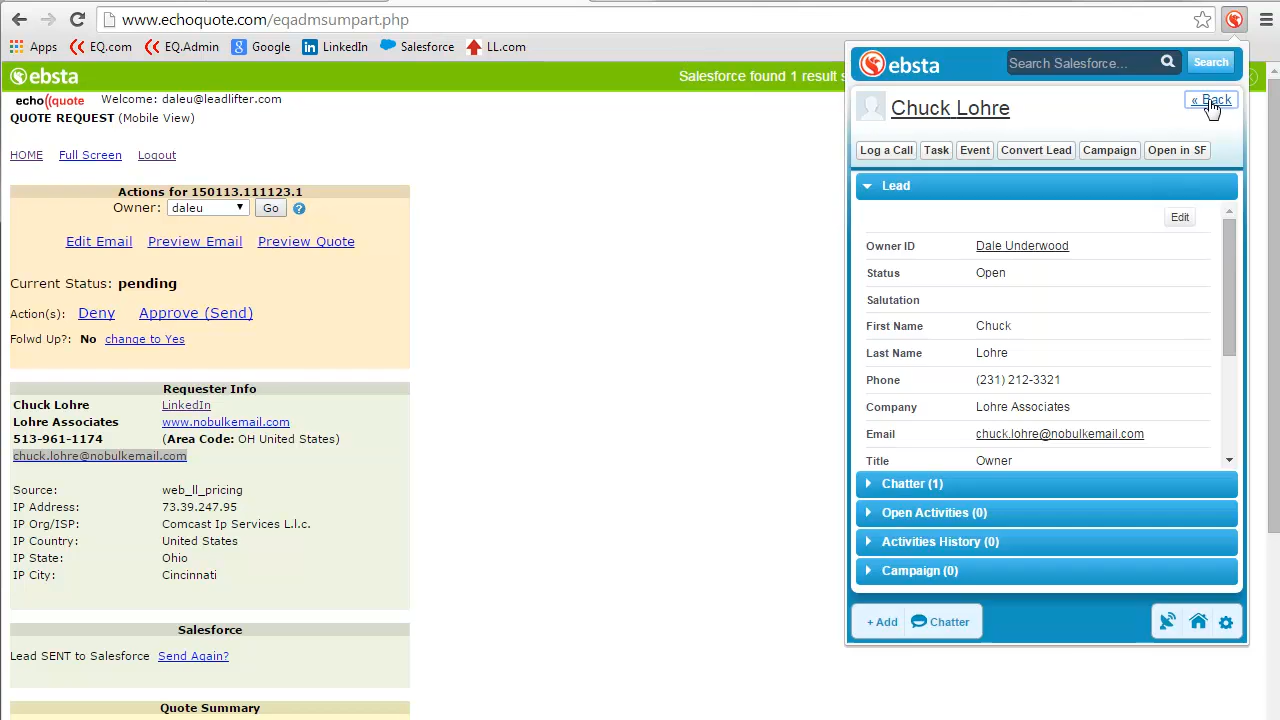 www.echoquote.com/eqadmsumpart.php
Apps EQ.com EQ.Admin Google LinkedIn Salesforce LL.com
ebsta Salesforce found 1 result
echo((quote Welcome: daleu@leadlifter.com
QUOTE REQUEST (Mobile View)
HOME Full Screen Logout
Actions for 150113.111123.1
Owner: daleu Go ?
Edit Email Preview Email Preview Quote
Current Status: pending
Action(s): Deny Approve (Send)
Folwd Up?: No change to Yes
Requester Info
Chuck Lohre LinkedIn
Lohre Associates www.nobulkemail.com
513-961-1174 (Area Code: OH United States)
chuck.lohre@nobulkemail.com
Source: web_ll_pricing
IP Address: 73.39.247.95
IP Org/ISP: Comcast Ip Services L.l.c.
IP Country: United States
IP State: Ohio
IP City: Cincinnati
Salesforce
Lead SENT to Salesforce Send Again?
Quote Summary
ebsta Search Salesforce... Search
Chuck Lohre « Back
Log a Call Task Event Convert Lead Campaign Open in SF
Lead
Edit
Owner ID Dale Underwood
Status Open
Salutation
First Name Chuck
Last Name Lohre
Phone (231) 212-3321
Company Lohre Associates
Email chuck.lohre@nobulkemail.com
Title Owner
Chatter (1)
Open Activities (0)
Activities History (0)
Campaign (0)
+ Add Chatter